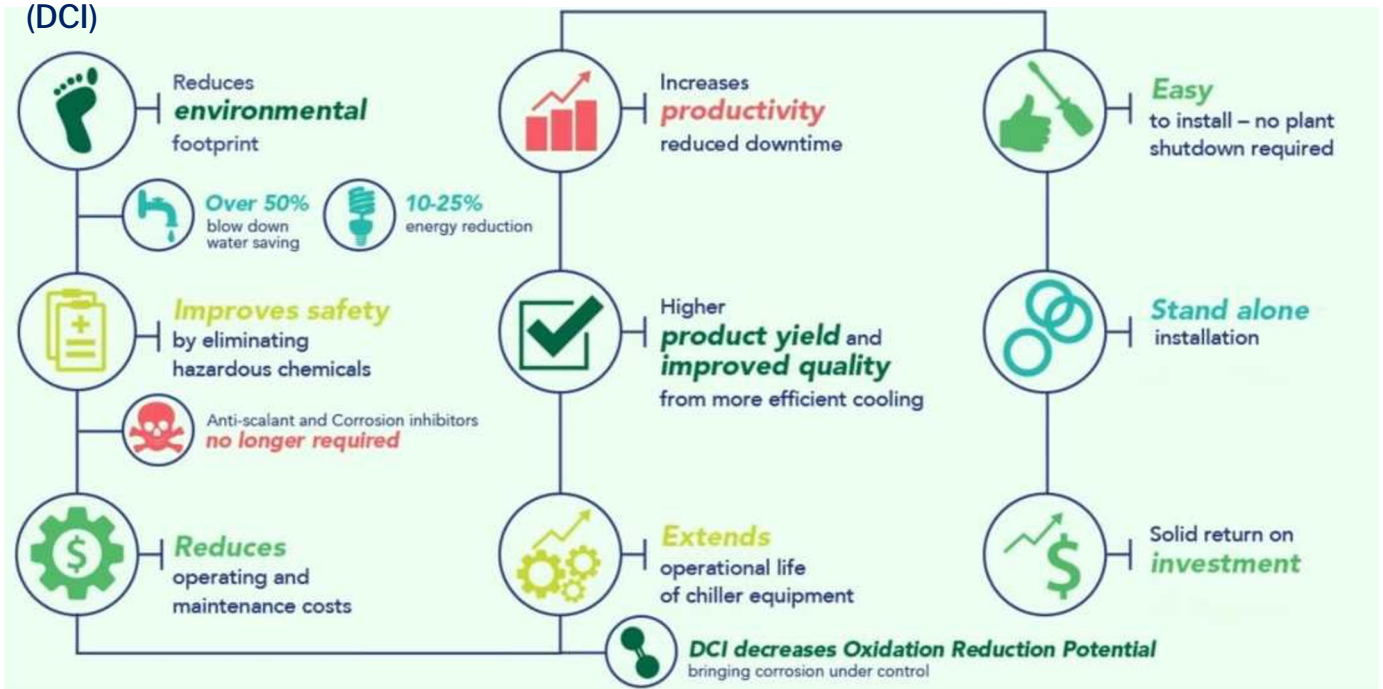 (DCI)
Reduces
environmental
footprint
Over 50%
blow down
water saving
10-25%
energy reduction
Improves safety
by eliminating
hazardous chemicals
Anti-scalant and Corrosion inhibitors
no longer required
$
Reduces
operating and
maintenance costs
Increases
productivity
reduced downtime
Higher
product yield and
improved quality
from more efficient cooling
Extends
operational life
of chiller equipment
DCI decreases Oxidation Reduction Potential
bringing corrosion under control
Easy
to install – no plant
shutdown required
Stand alone
installation
$
Solid return on
investment